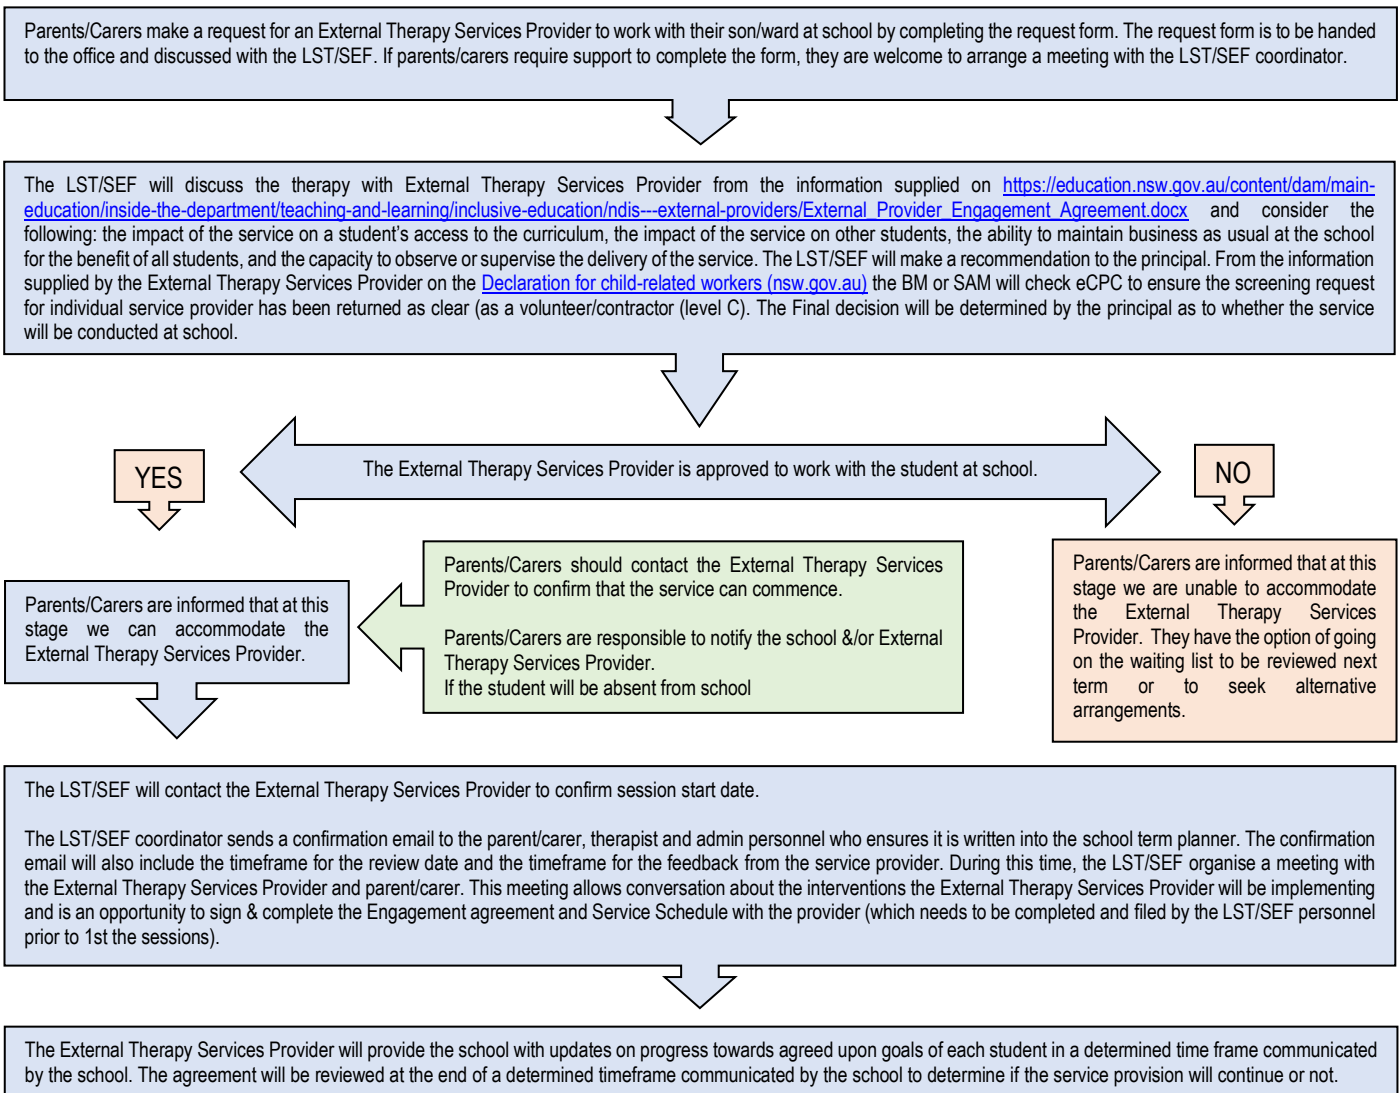 Parents/Carers make a request for an External Therapy Services Provider to work with their son/ward at school by completing the request form. The request form is to be handed
to the office and discussed with the LST/SEF. If parents/carers require support to complete the form, they are welcome to arrange a meeting with the LST/SEF coordinator.
The LST/SEF will discuss the therapy with External Therapy Services Provider from the information supplied on https://education.nsw.gov.au/content/dam/main-
education/inside-the-department/teaching-and-learning/inclusive-education/ndis---external-providers/External_Provider_Engagement_Agreement.docx and consider the
following: the impact of the service on a student's access to the curriculum, the impact of the service on other students, the ability to maintain business as usual at the school
for the benefit of all students, and the capacity to observe or supervise the delivery of the service. The LST/SEF will make a recommendation to the principal. From the information
supplied by the External Therapy Services Provider on the Declaration for child-related workers (nsw.gov.au) the BM or SAM will check eCPC to ensure the screening request
for individual service provider has been returned as clear (as a volunteer/contractor (level C). The Final decision will be determined by the principal as to whether the service
will be conducted at school.
The External Therapy Services Provider is approved to work with the student at school.
YES
NO
Parents/Carers are informed that at this
stage we can accommodate the
External Therapy Services Provider.
Parents/Carers should contact the External Therapy Services
Provider to confirm that the service can commence.
Parents/Carers are responsible to notify the school &/or External
Therapy Services Provider.
If the student will be absent from school
Parents/Carers are informed that at this
stage we are unable to accommodate
the External Therapy Services
Provider. They have the option of going
on the waiting list to be reviewed next
term or to seek alternative
arrangements.
The LST/SEF will contact the External Therapy Services Provider to confirm session start date.
The LST/SEF coordinator sends a confirmation email to the parent/carer, therapist and admin personnel who ensures it is written into the school term planner. The confirmation
email will also include the timeframe for the review date and the timeframe for the feedback from the service provider. During this time, the LST/SEF organise a meeting with
the External Therapy Services Provider and parent/carer. This meeting allows conversation about the interventions the External Therapy Services Provider will be implementing
and is an opportunity to sign & complete the Engagement agreement and Service Schedule with the provider (which needs to be completed and filed by the LST/SEF personnel
prior to 1st the sessions).
The External Therapy Services Provider will provide the school with updates on progress towards agreed upon goals of each student in a determined time frame communicated
by the school. The agreement will be reviewed at the end of a determined timeframe communicated by the school to determine if the service provision will continue or not.